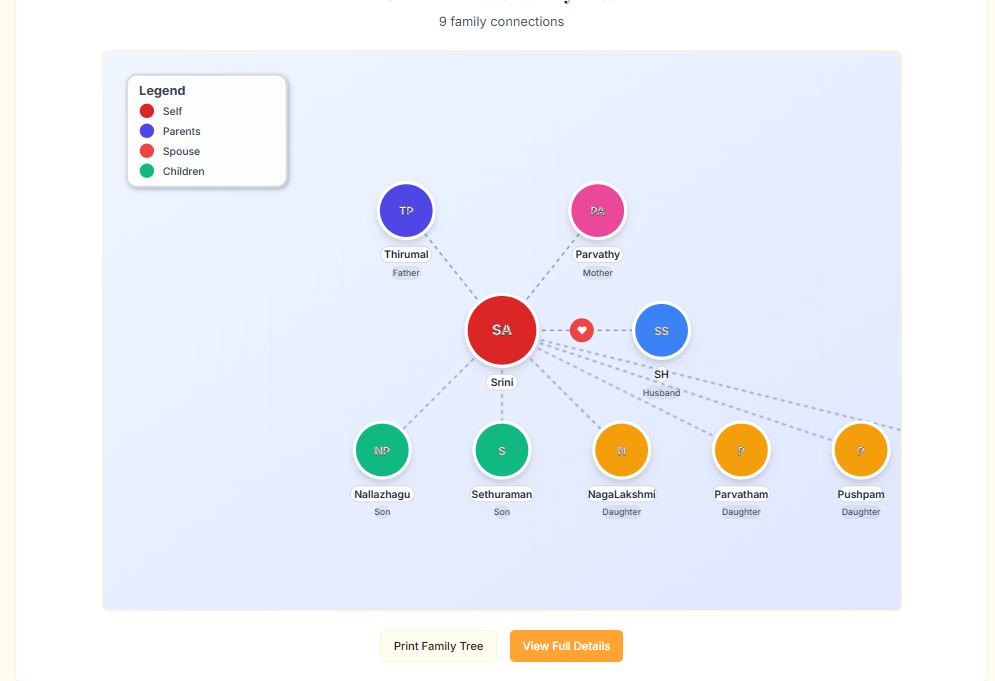 9 family connections
Legend
Self
Parents
Spouse
Children
TP
PA
Thirumal
Parvathy
Father
Mother
SA
SS
Srini
SH
Husband
NP
S
N
P
P
Nallazhagu
Sethuraman
NagaLakshmi
Parvatham
Pushpam
Son
Son
Daughter
Daughter
Daughter
Print Family Tree
View Full Details